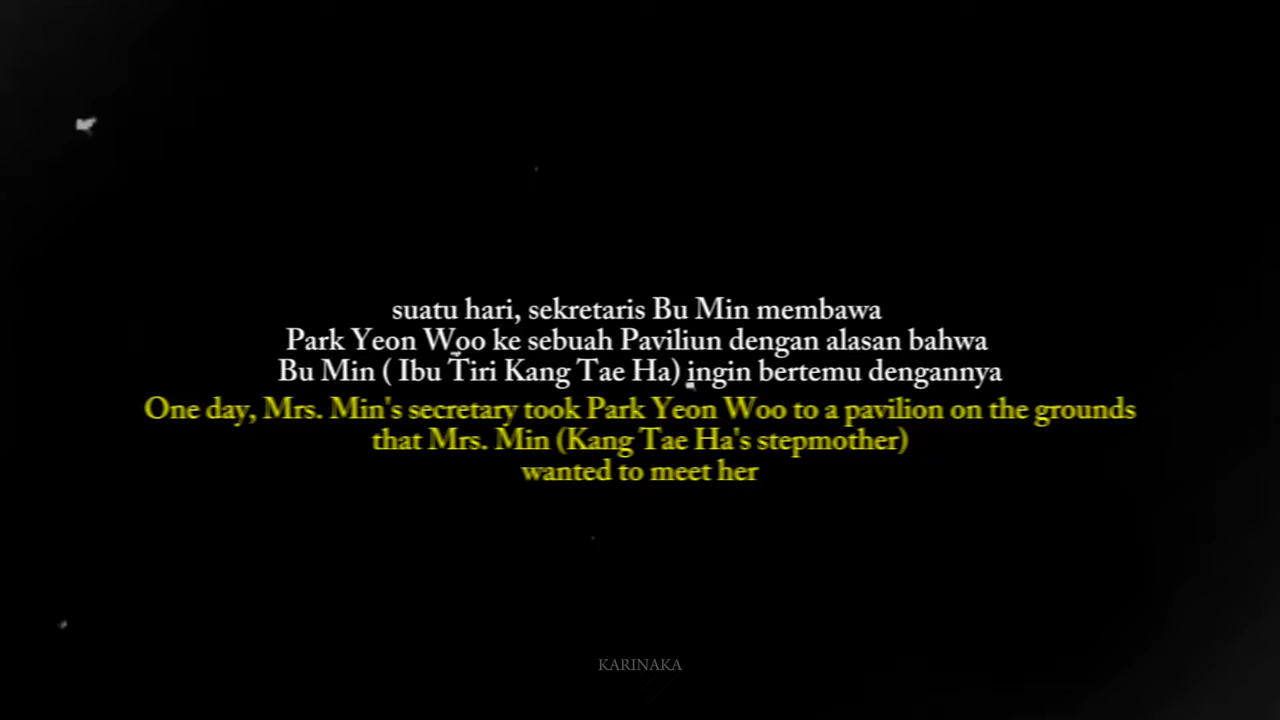 suatu hari, sekretaris Bu Min membawa
Park Yeon Woo ke sebuah Paviliun dengan alasan bahwa
Bu Min ( Ibu Tiri Kang Tae Ha) ingin bertemu dengannya
One day, Mrs. Min's secretary took Park Yeon Woo to a pavilion on the grounds
that Mrs. Min (Kang Tae Ha's stepmother)
wanted to meet her
KARINAKA